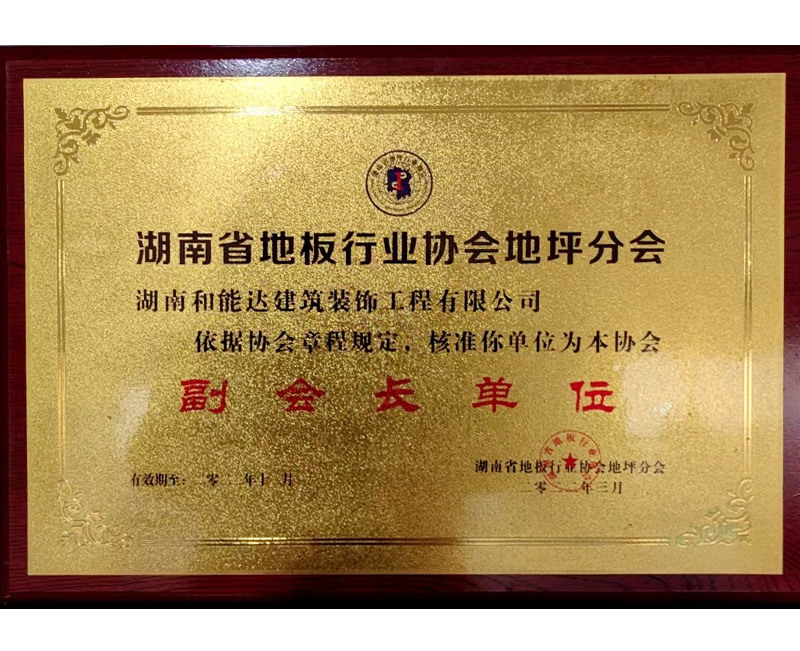 湖南省地板行业协会地坪分会
湖南和能达建筑装饰工程有限公司
依据协会章程规定，核准你单位为本协会
副会长单位
湖南省地板行业协会地坪分会
有效期至：
年三月